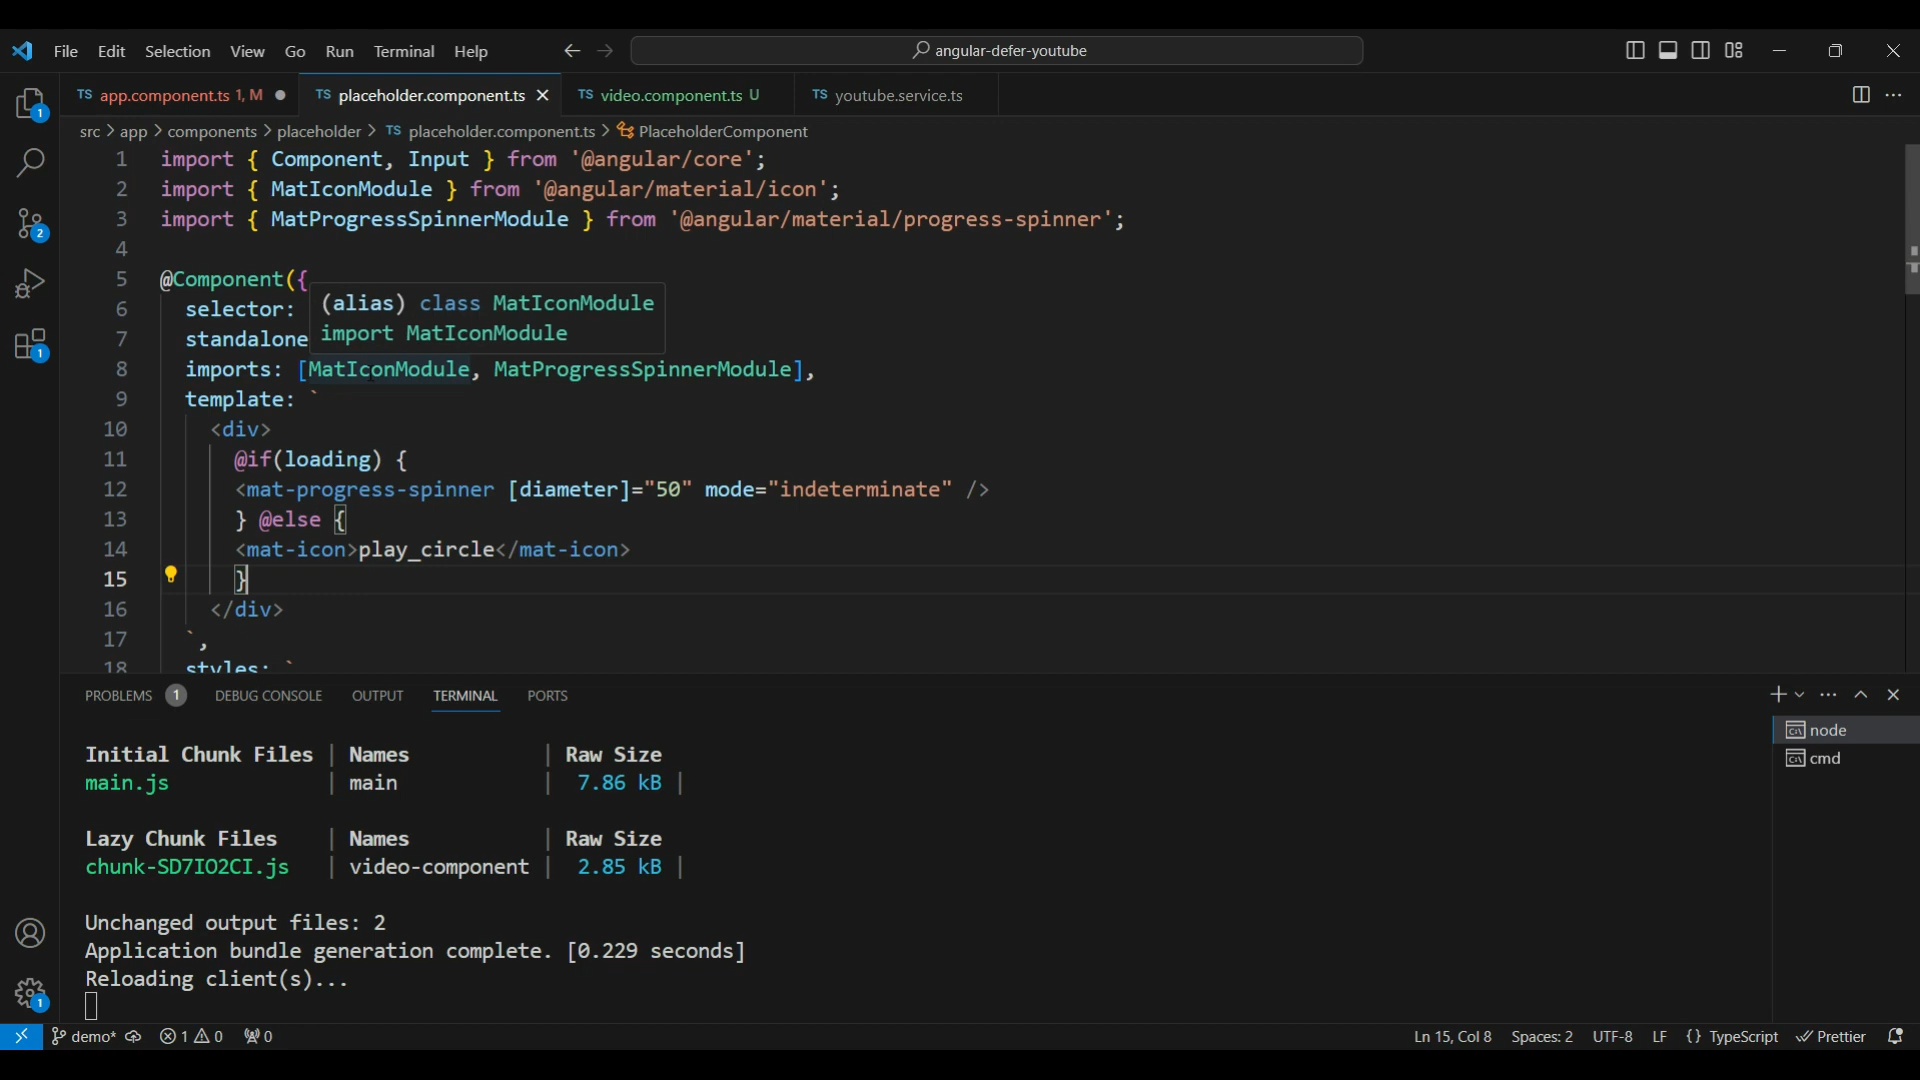 File Edit Selection View Go Run Terminal Help
angular-defer-youtube
TS app.component.ts 1, M
TS placeholder.component.ts
TS video.component.ts U
TS youtube.service.ts
src > app > components > placeholder > TS placeholder.component.ts > PlaceholderComponent
1 import { Component, Input } from '@angular/core';
2 import { MatIconModule } from '@angular/material/icon';
3 import { MatProgressSpinnerModule } from '@angular/material/progress-spinner';
4
5 @Component({
6 selector:
7 standalone
(alias) class MatIconModule
import MatIconModule
8 imports: [MatIconModule, MatProgressSpinnerModule],
9 template: `
10 <div>
11 @if(loading) {
12 <mat-progress-spinner [diameter]="50" mode="indeterminate" />
13 } @else {
14 <mat-icon>play_circle</mat-icon>
15 }
16 </div>
17 `,
18 styles: `
1
2
1
1
PROBLEMS 1 DEBUG CONSOLE OUTPUT TERMINAL PORTS
node
cmd
Initial Chunk Files | Names | Raw Size
main.js | main | 7.86 kB |
Lazy Chunk Files | Names | Raw Size
chunk-SD7IO2CI.js | video-component | 2.85 kB |
Unchanged output files: 2
Application bundle generation complete. [0.229 seconds]
Reloading client(s)...
demo* 1 0 0
Ln 15, Col 8 Spaces: 2 UTF-8 LF {} TypeScript Prettier